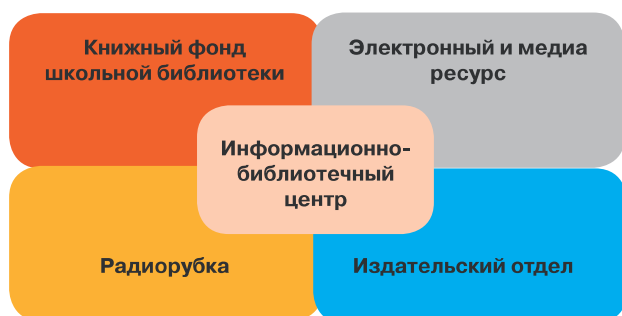 Книжный фонд
школьной библиотеки
Электронный и медиа
ресурс
Информационно-
библиотечный
центр
Радиорубка
Издательский отдел